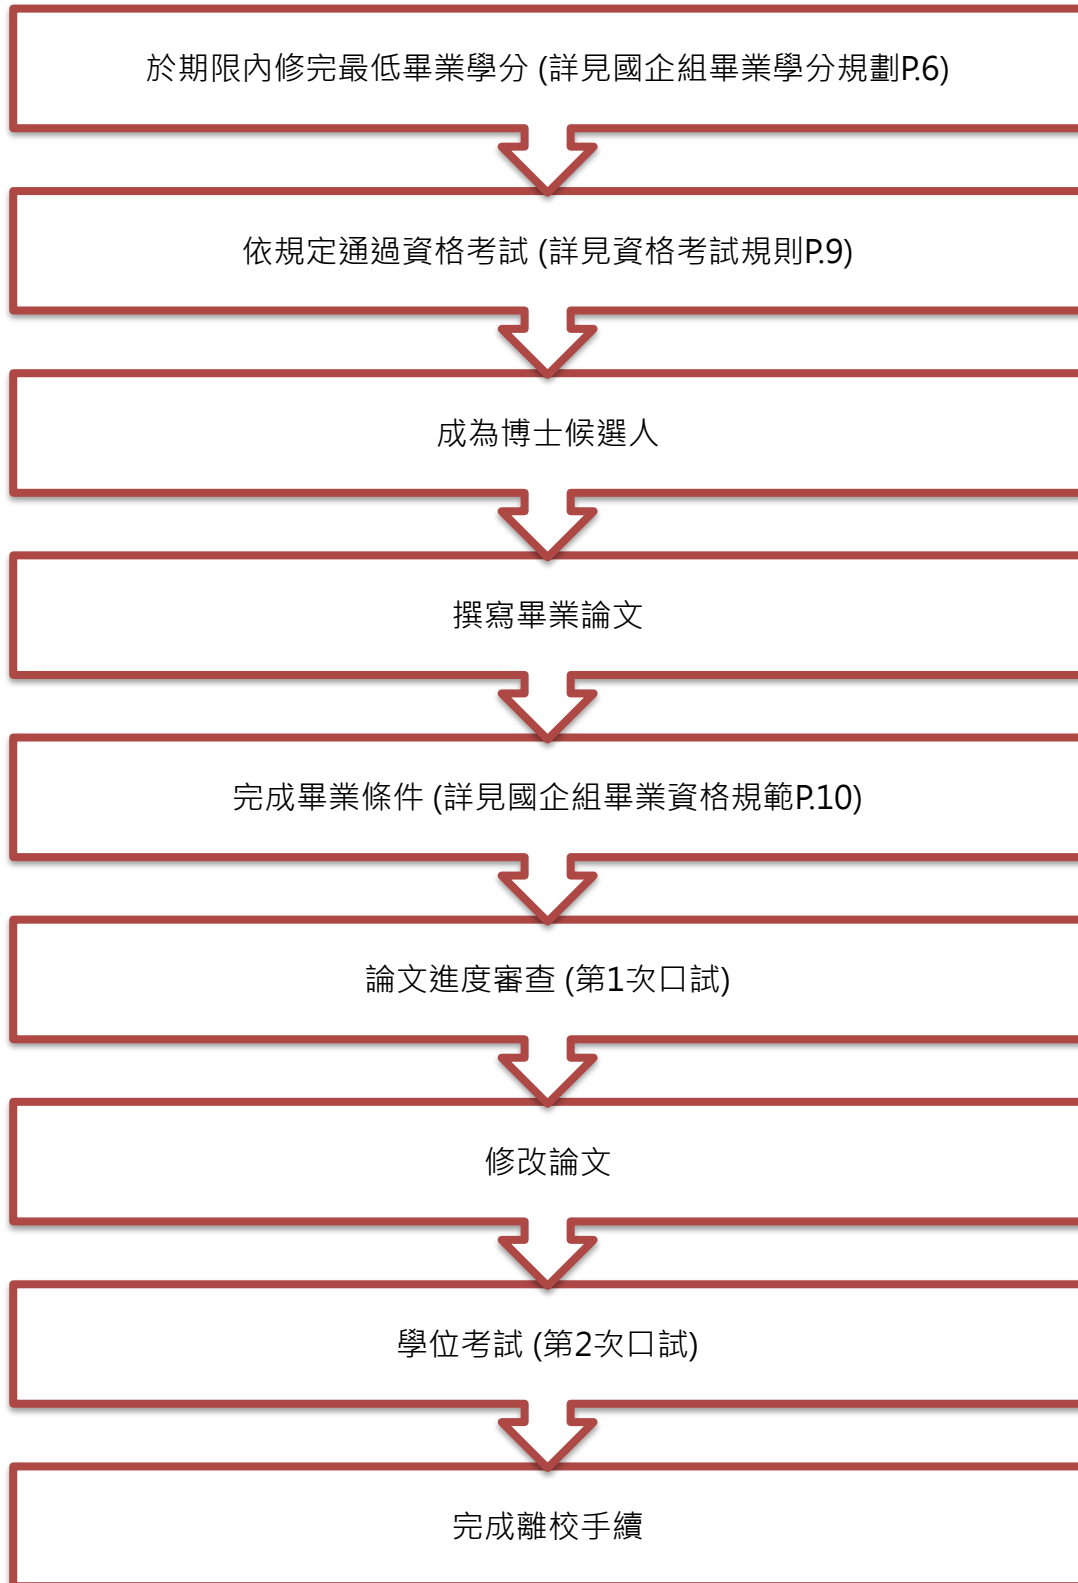 於期限內修完最低畢業學分 (詳見國企組畢業學分規劃P.6)
依規定通過資格考試 (詳見資格考試規則P.9)
成為博士候選人
撰寫畢業論文
完成畢業條件 (詳見國企組畢業資格規範P.10)
論文進度審查 (第1次口試)
修改論文
學位考試 (第2次口試)
完成離校手續